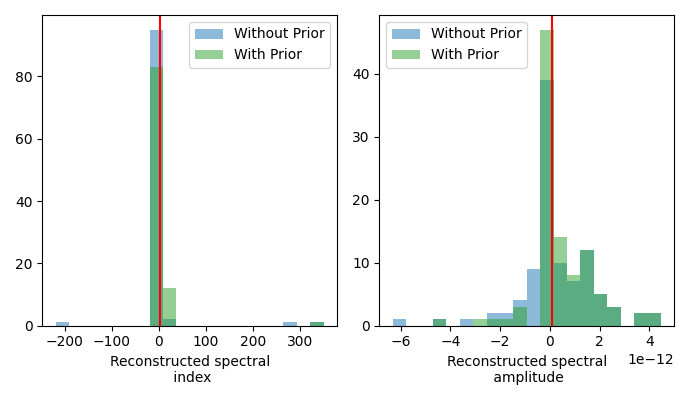 Without Prior
With Prior
80
60
40
20
0
−200 −100 0 100 200 300
Reconstructed spectral
index
Without Prior
With Prior
40
30
20
10
0
−6 −4 −2 0 2 4
1e−12
Reconstructed spectral
amplitude